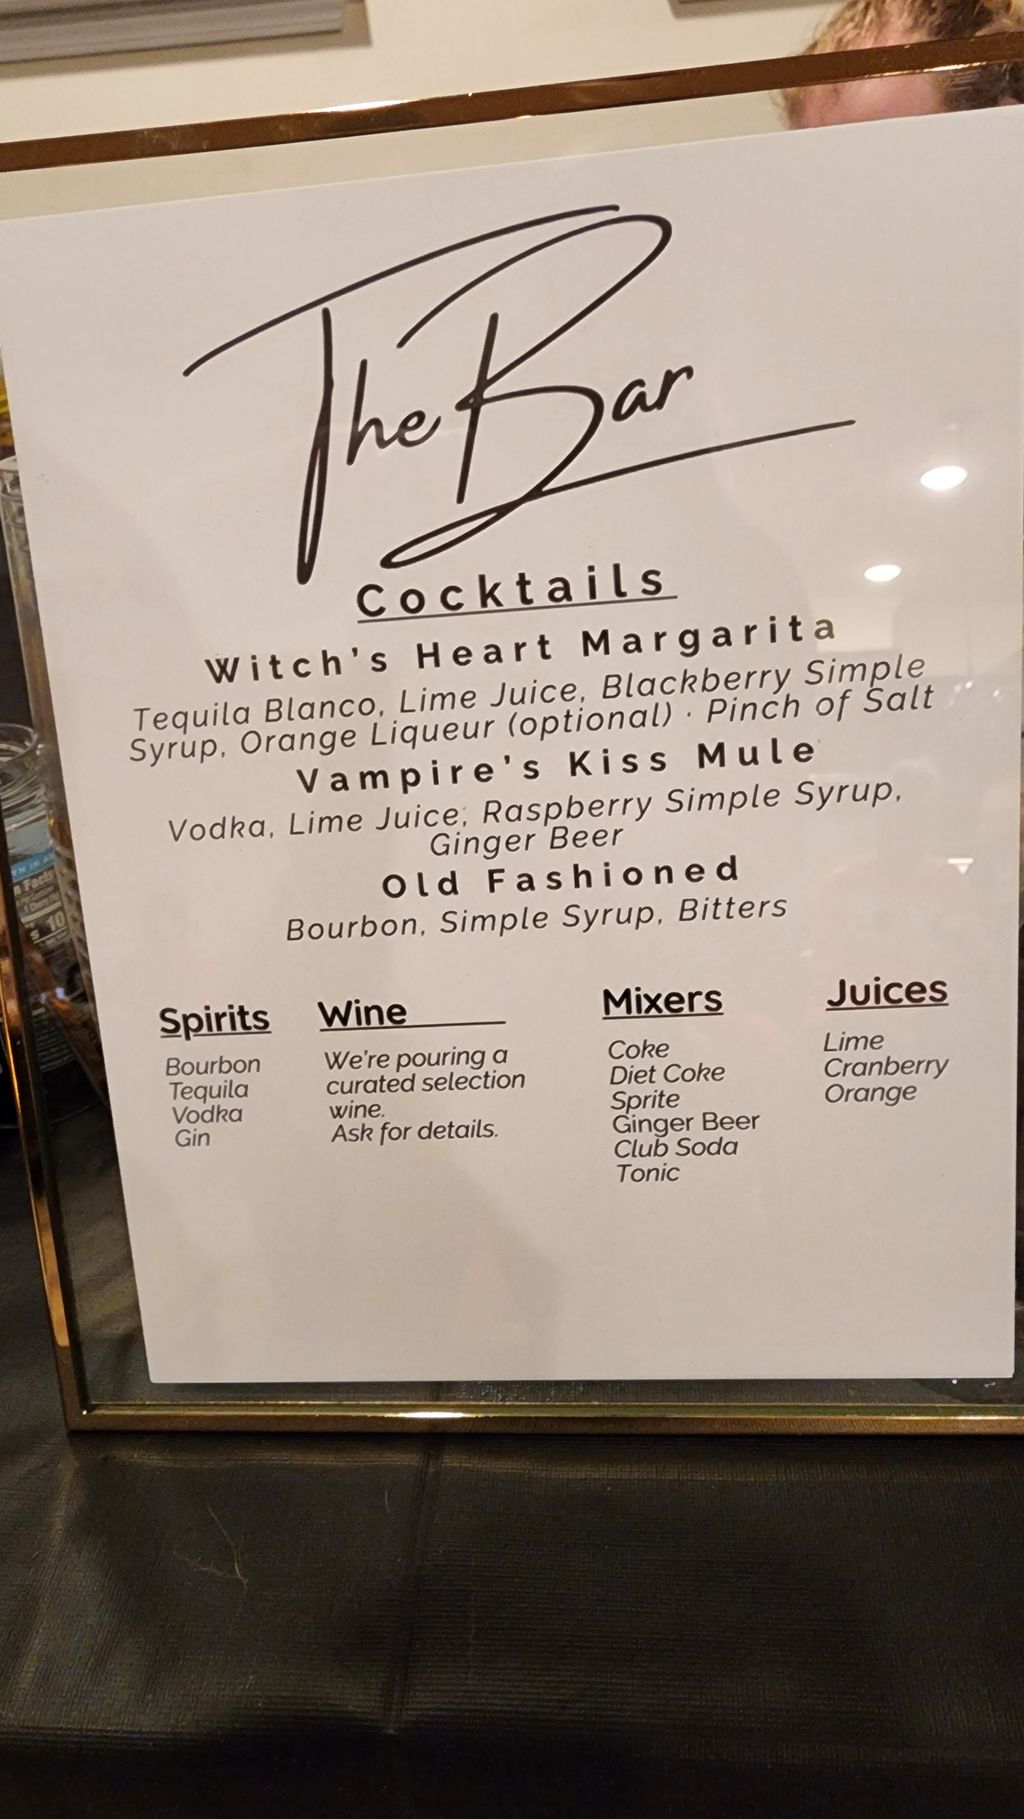 The Bar
Cocktails
Witch's Heart Margarita
Tequila Blanco, Lime Juice, Blackberry Simple
Syrup, Orange Liqueur (optional) · Pinch of Salt
Vampire's Kiss Mule
Vodka, Lime Juice, Raspberry Simple Syrup,
Ginger Beer
Old Fashioned
Bourbon, Simple Syrup, Bitters
Spirits
Bourbon
Tequila
Vodka
Gin
Wine
We're pouring a
curated selection
wine.
Ask for details.
Mixers
Coke
Diet Coke
Sprite
Ginger Beer
Club Soda
Tonic
Juices
Lime
Cranberry
Orange